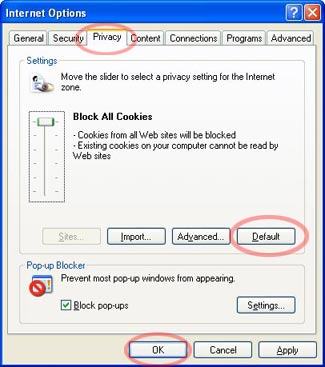 Internet Options
General Security Privacy Content Connections Programs Advanced
Settings
Move the slider to select a privacy setting for the Internet
zone.
Block All Cookies
- Cookies from all Web sites will be blocked
- Existing cookies on your computer cannot be read by
Web sites
Sites... Import... Advanced... Default
Pop-up Blocker
Prevent most pop-up windows from appearing.
Block pop-ups Settings...
OK Cancel Apply